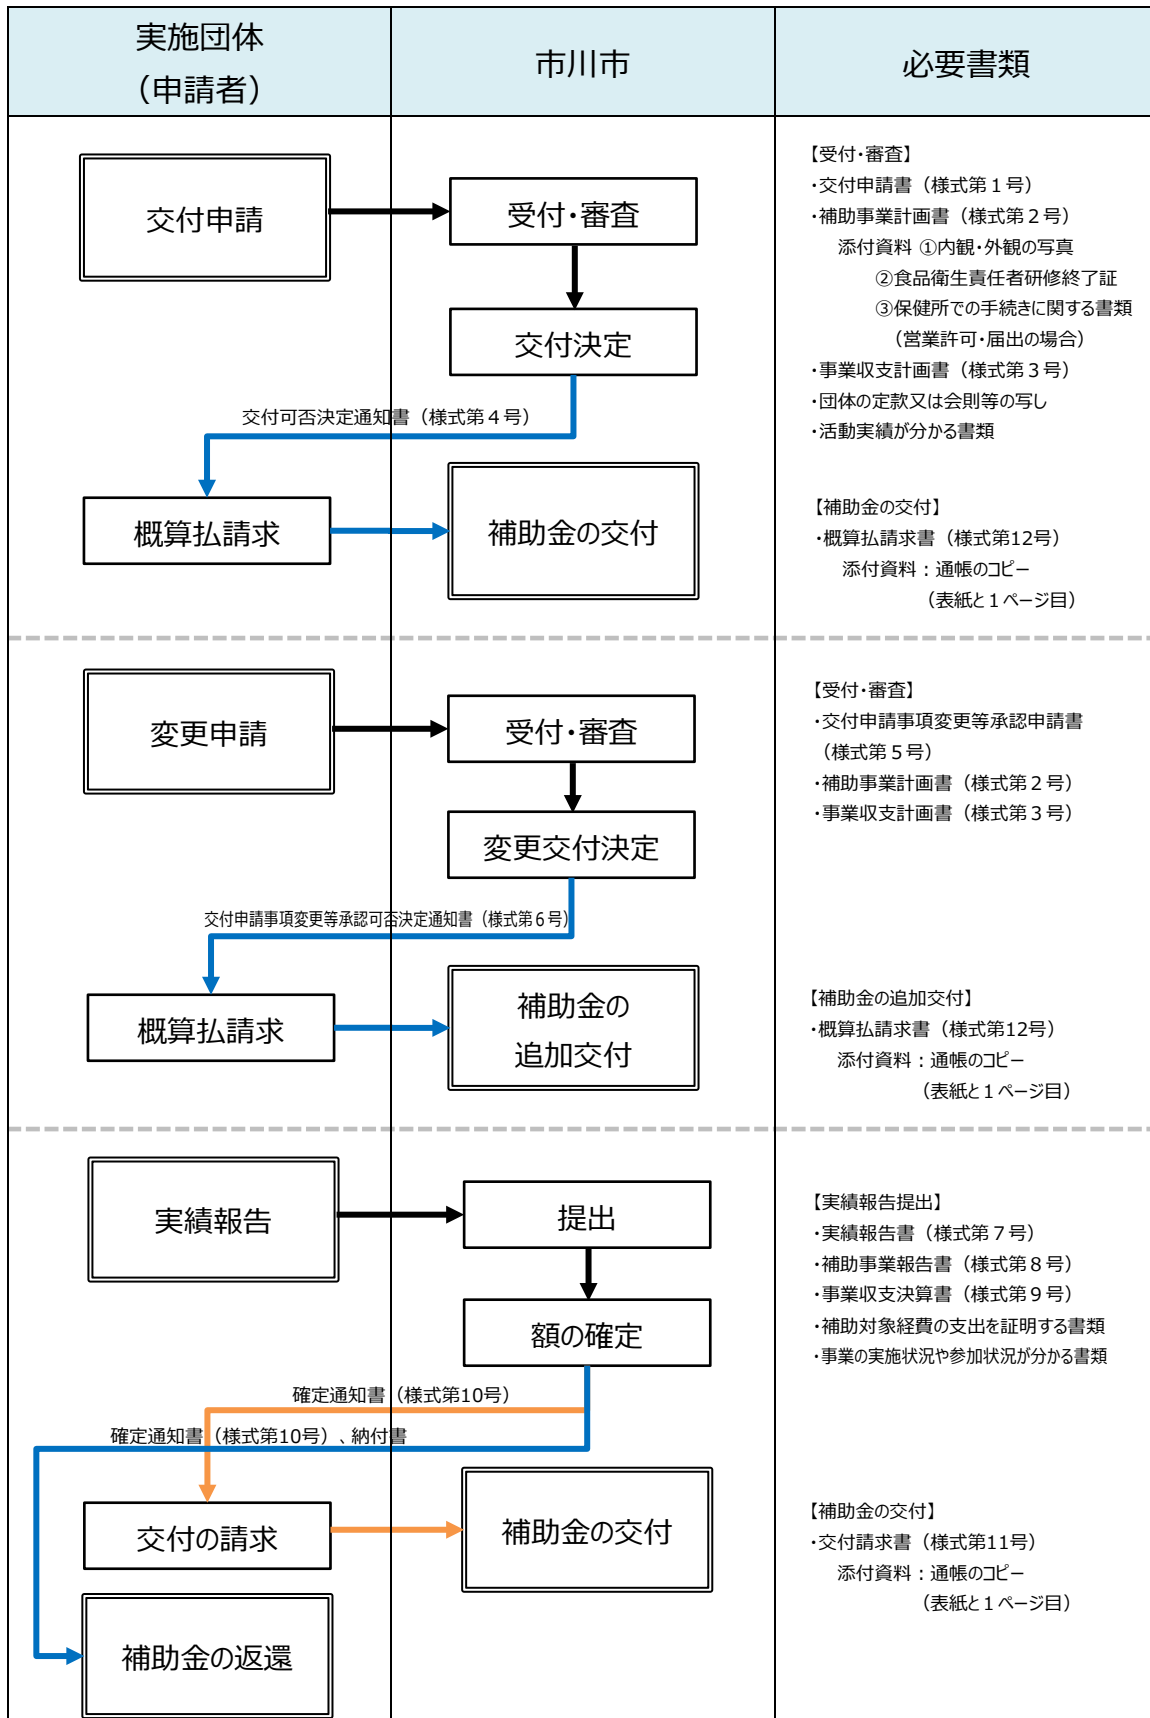 実施団体
（申請者）
市川市
必要書類
交付申請
受付・審査
交付決定
交付可否決定通知書（様式第４号）
概算払請求
補助金の交付
【受付・審査】
・交付申請書（様式第１号）
・補助事業計画書（様式第２号）
添付資料 ①内観・外観の写真
②食品衛生責任者研修終了証
③保健所での手続きに関する書類
（営業許可・届出の場合）
・事業収支計画書（様式第３号）
・団体の定款又は会則等の写し
・活動実績が分かる書類
【補助金の交付】
・概算払請求書（様式第12号）
添付資料：通帳のコピー
（表紙と１ページ目）
変更申請
受付・審査
変更交付決定
交付申請事項変更等承認可否決定通知書（様式第６号）
概算払請求
補助金の
追加交付
【受付・審査】
・交付申請事項変更等承認申請書
（様式第５号）
・補助事業計画書（様式第２号）
・事業収支計画書（様式第３号）
【補助金の追加交付】
・概算払請求書（様式第12号）
添付資料：通帳のコピー
（表紙と１ページ目）
実績報告
提出
額の確定
確定通知書（様式第10号）
確定通知書（様式第10号）、納付書
交付の請求
補助金の交付
補助金の返還
【実績報告提出】
・実績報告書（様式第７号）
・補助事業報告書（様式第８号）
・事業収支決算書（様式第９号）
・補助対象経費の支出を証明する書類
・事業の実施状況や参加状況が分かる書類
【補助金の交付】
・交付請求書（様式第11号）
添付資料：通帳のコピー
（表紙と１ページ目）